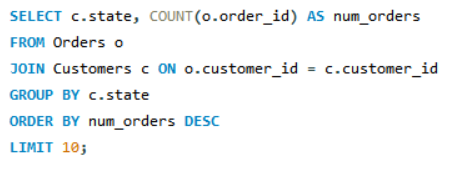 SELECT c.state, COUNT(o.order_id) AS num_orders
FROM Orders o
JOIN Customers c ON o.customer_id = c.customer_id
GROUP BY c.state
ORDER BY num_orders DESC
LIMIT 10;